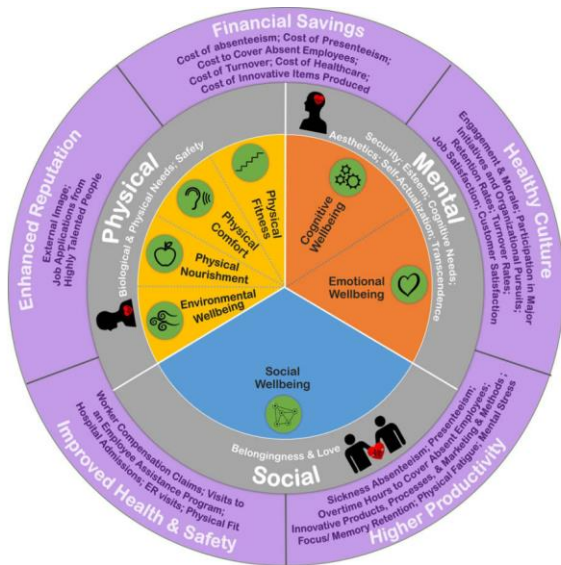 Financial Savings
Cost of absenteeism; Cost of Presenteeism;
Cost to Cover Absent Employees;
Cost of Turnover; Cost of Healthcare;
Cost of Innovative Items Produced
Healthy Culture
Engagement & Morale; Participation in Major
Initiatives and Organizational Pursuits;
Retention Rates; Turnover Rates;
Job Satisfaction; Customer Satisfaction
Higher Productivity
Sickness Absenteeism; Presenteeism;
Overtime Hours to Cover Absent Employees;
Innovative Products, Processes, & Marketing & Methods ;
Focus/ Memory Retention; Physical Fatigue; Mental Stress
Improved Health & Safety
Worker Compensation Claims; Visits to
an Employee Assistance Program;
Hospital Admissions; ER visits; Physical Fit
Enhanced Reputation
External Image;
Job Applications from
Highly Talented People
Physical
Biological & Physical Needs; Safety
Mental
Security; Esteem; Cognitive Needs;
Aesthetics; Self-Actualization; Transcendence
Social
Belongingness & Love
Physical
Fitness
Physical
Comfort
Physical
Nourishment
Environmental
Wellbeing
Cognitive
Wellbeing
Emotional
Wellbeing
Social
Wellbeing